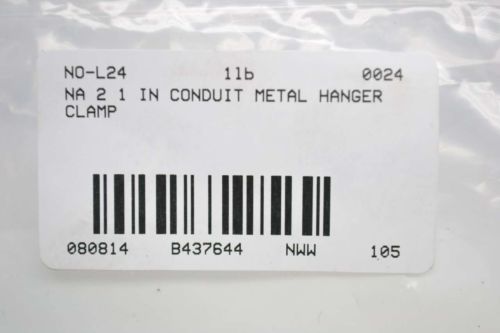 NO-L24 1lb 0024
NA 2 1 IN CONDUIT METAL HANGER
CLAMP
080814 B437644 NWW 105